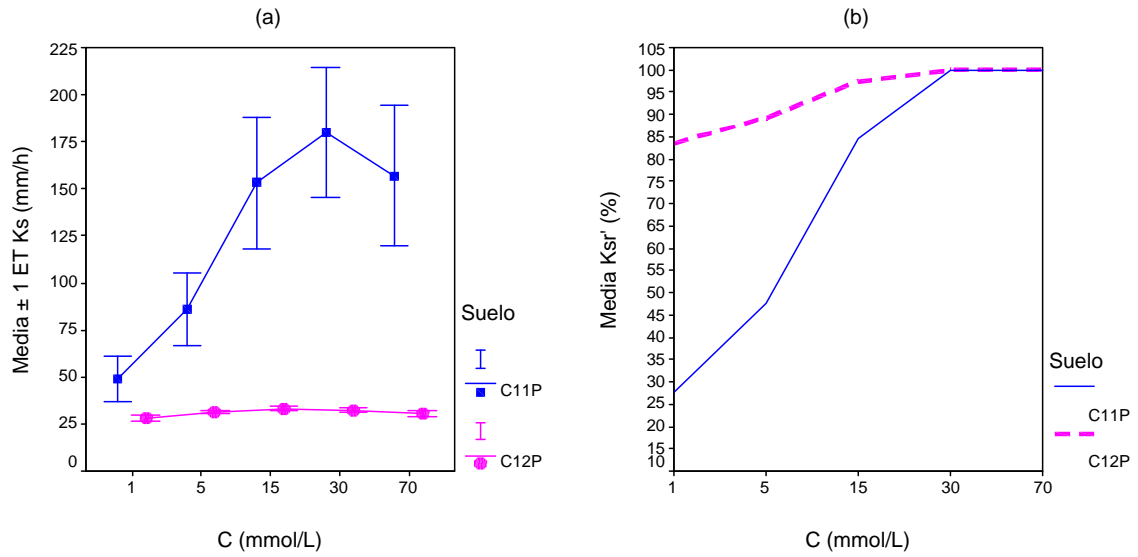 (a)
Media ± 1 ET Ks (mm/h)
225
200
175
150
125
100
75
50
25
0
1 5 15 30 70
C (mmol/L)
Suelo
C11P
C12P
(b)
Media Ksr' (%)
105
100
95
90
85
80
75
70
65
60
55
50
45
40
35
30
25
20
15
10
1 5 15 30 70
C (mmol/L)
Suelo
C11P
C12P